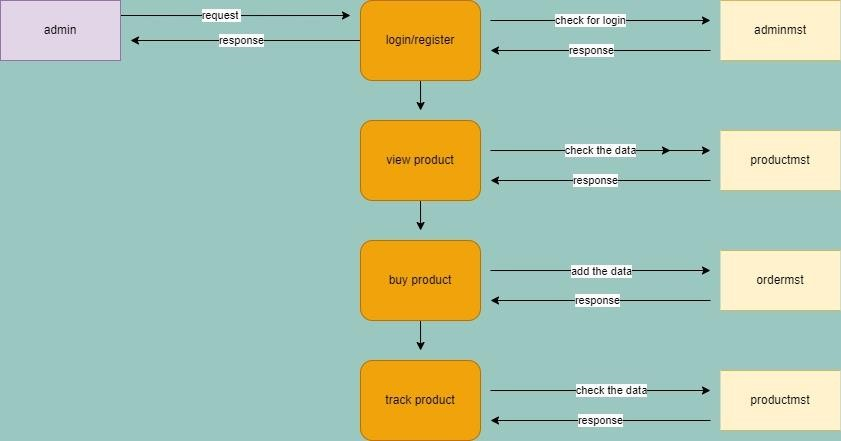 admin
request
response
login/register
check for login
response
adminmst
view product
check the data
response
productmst
buy product
add the data
response
ordermst
track product
check the data
response
productmst